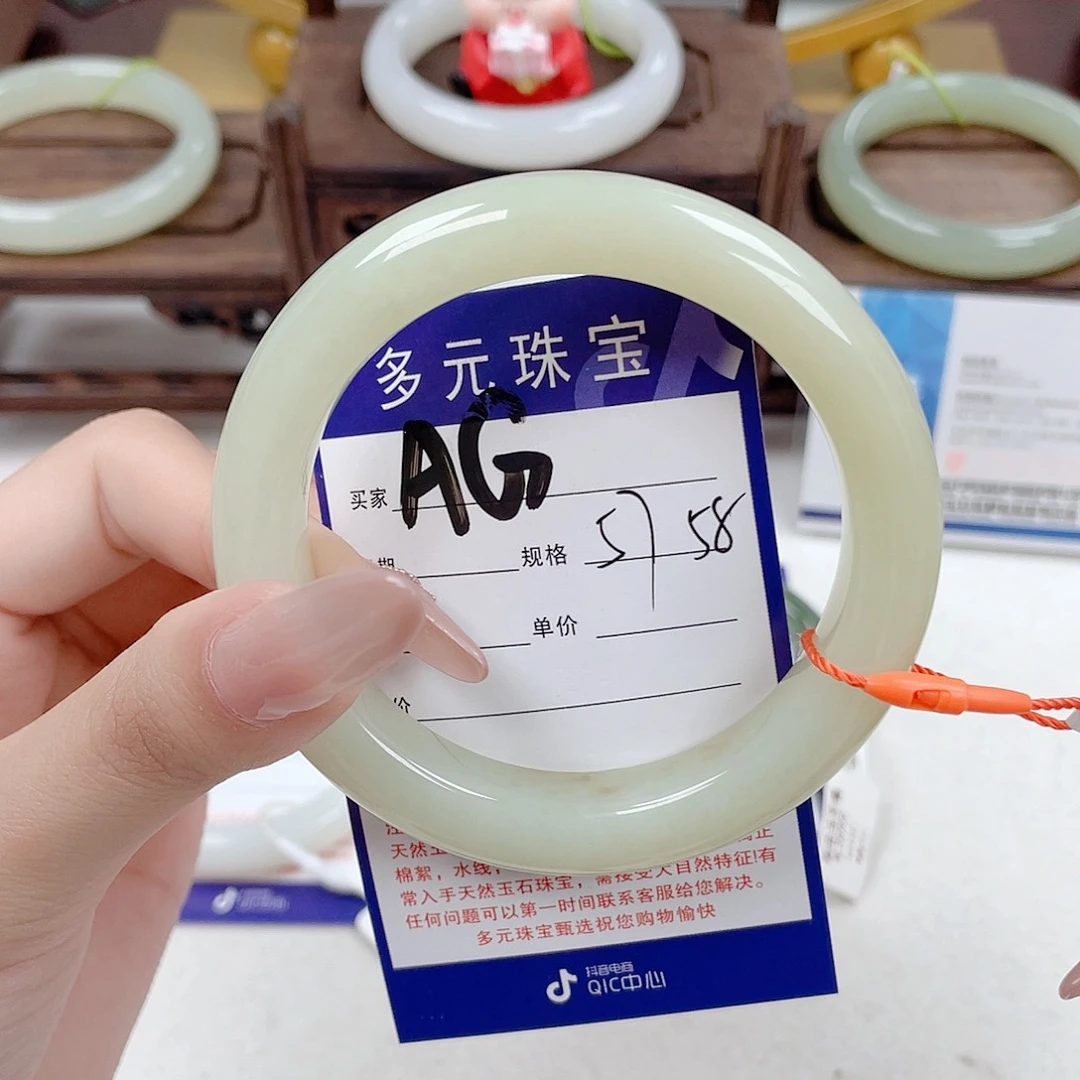 多元珠宝
AG
买家
期 规格 57 58
单价
价
天然玉
棉絮，水线， 需接受大自然特征!有
常入手天然玉石珠宝，
任何问题可以第一时间联系客服给您解决。
多元珠宝甄选祝您购物愉快
抖音电商
QIC中心